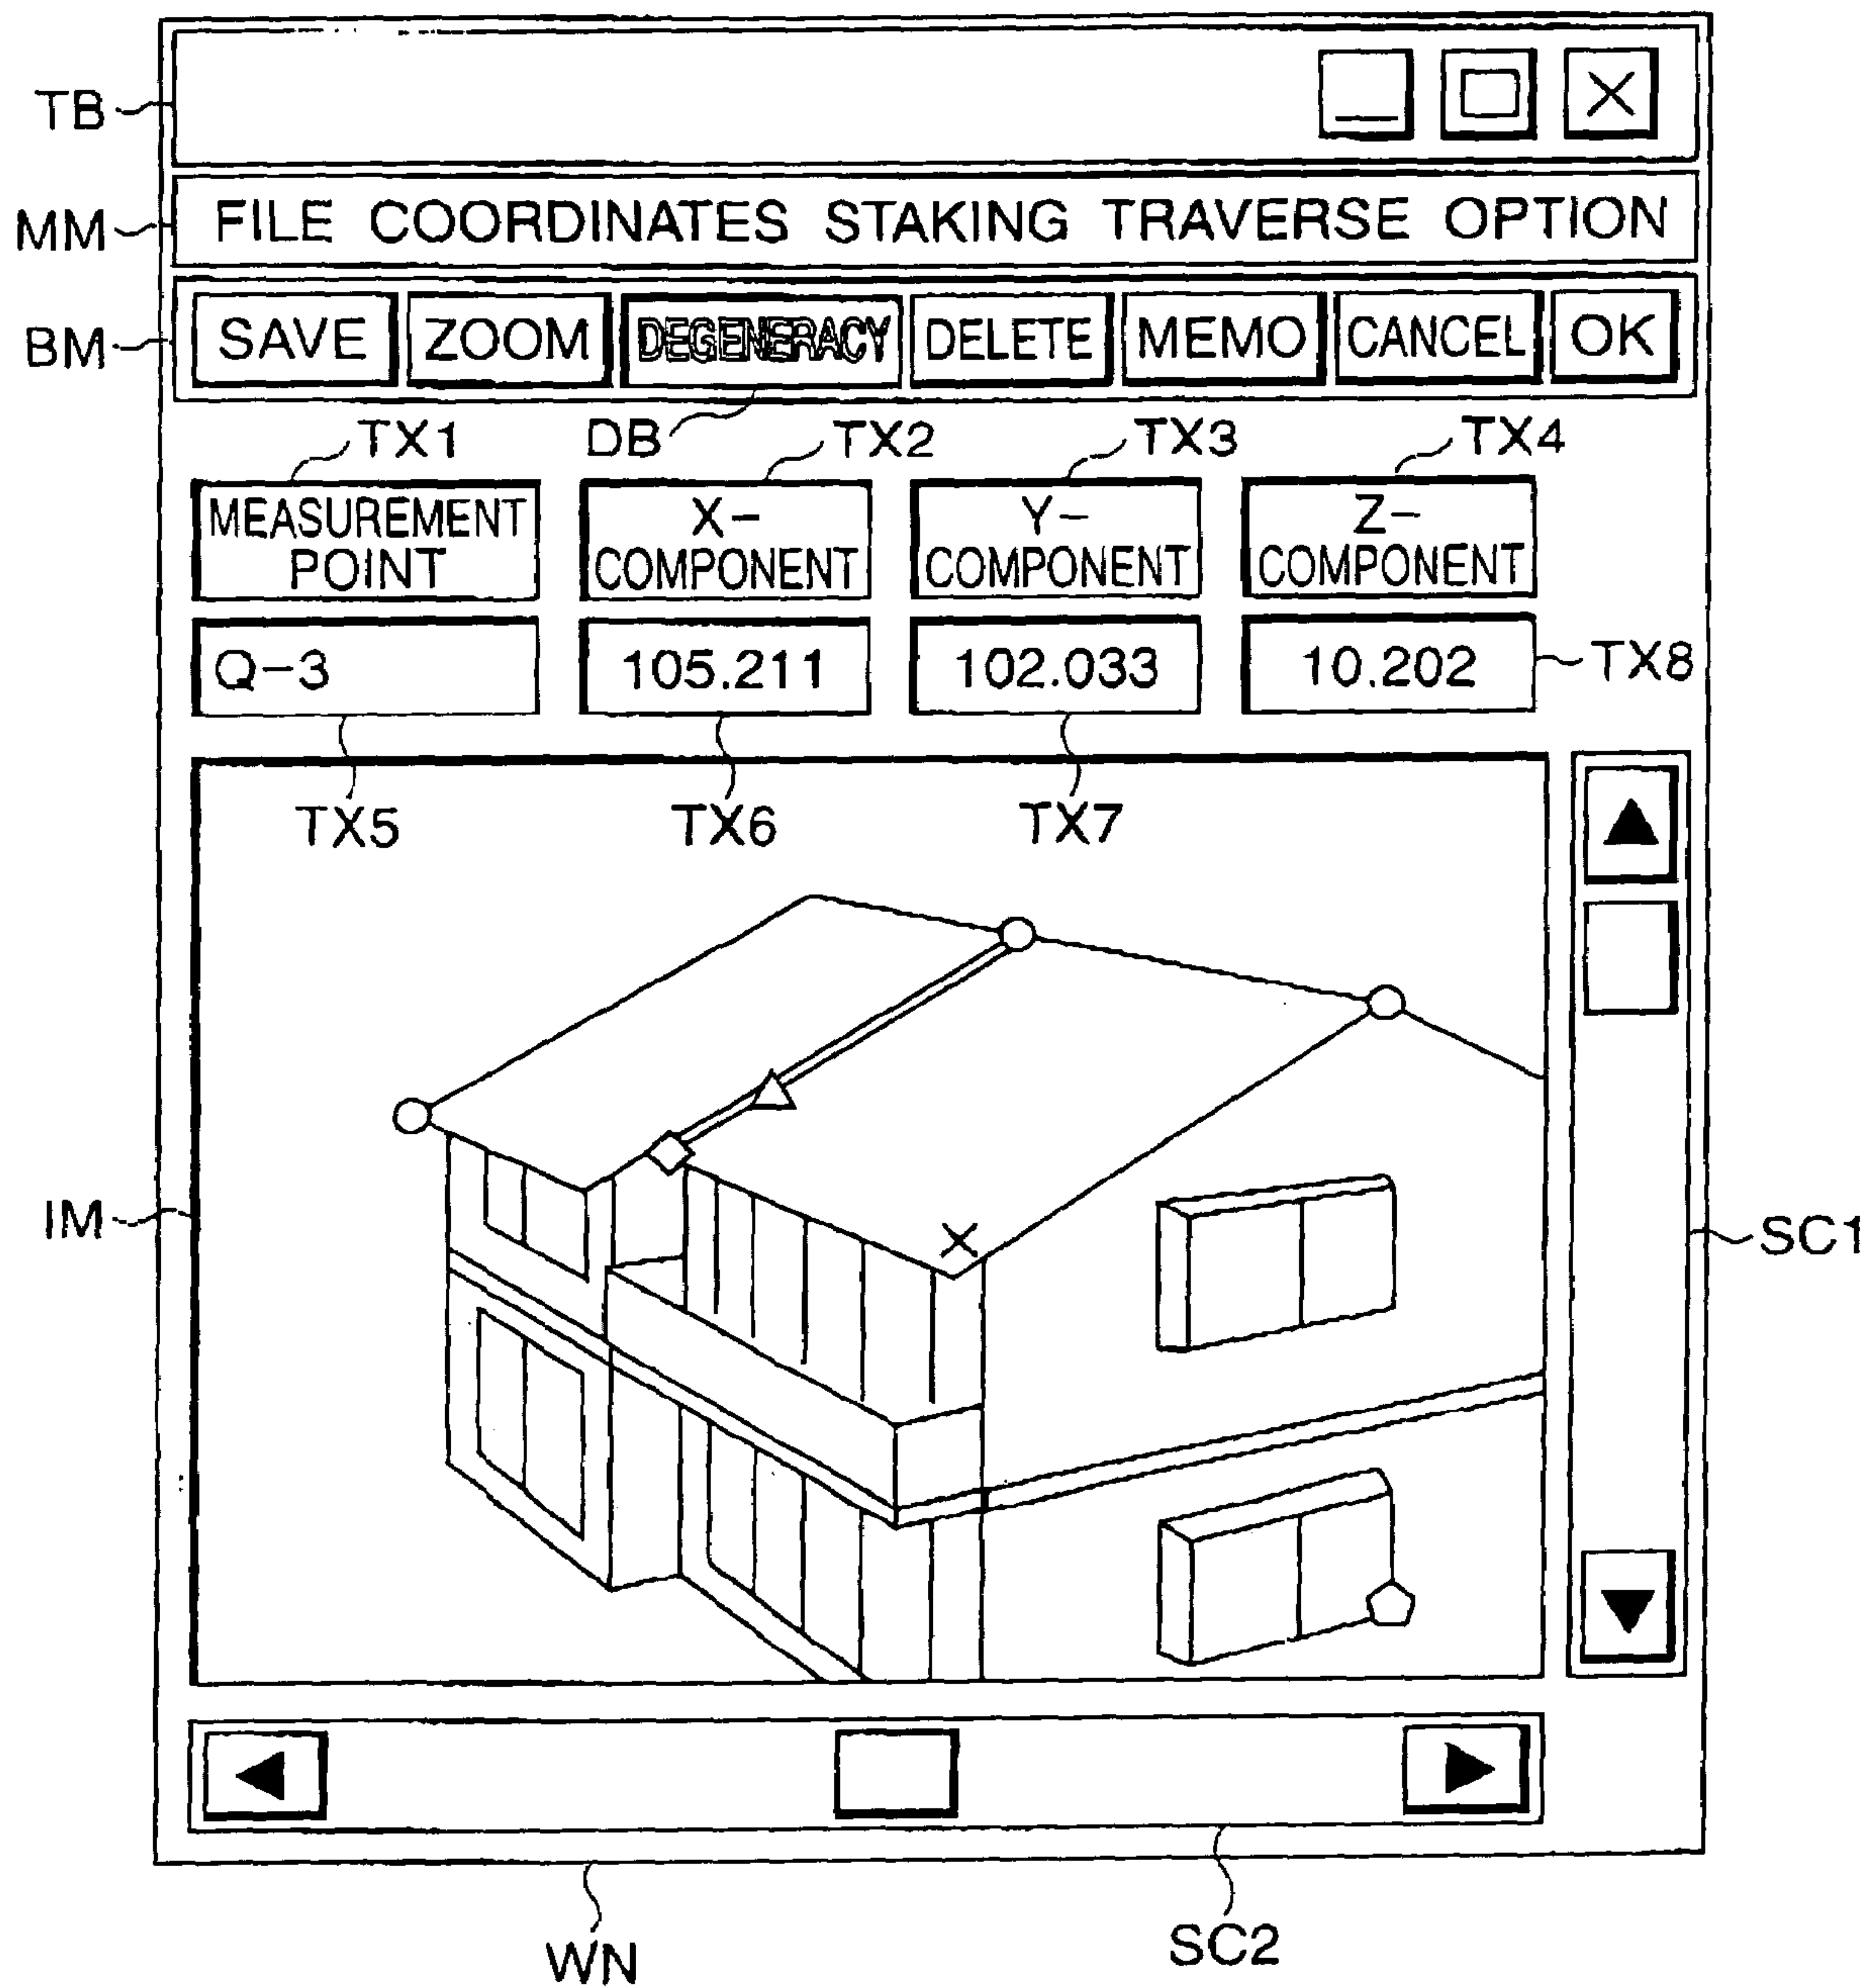 TB
MM FILE COORDINATES STAKING TRAVERSE OPTION
BM SAVE ZOOM DEGENERACY DELETE MEMO CANCEL OK
TX1 DB TX2 TX3 TX4
MEASUREMENT POINT
X-COMPONENT
Y-COMPONENT
Z-COMPONENT
Q-3 105.211 102.033 10.202 TX8
TX5 TX6 TX7
IM
SC1
SC2
WN